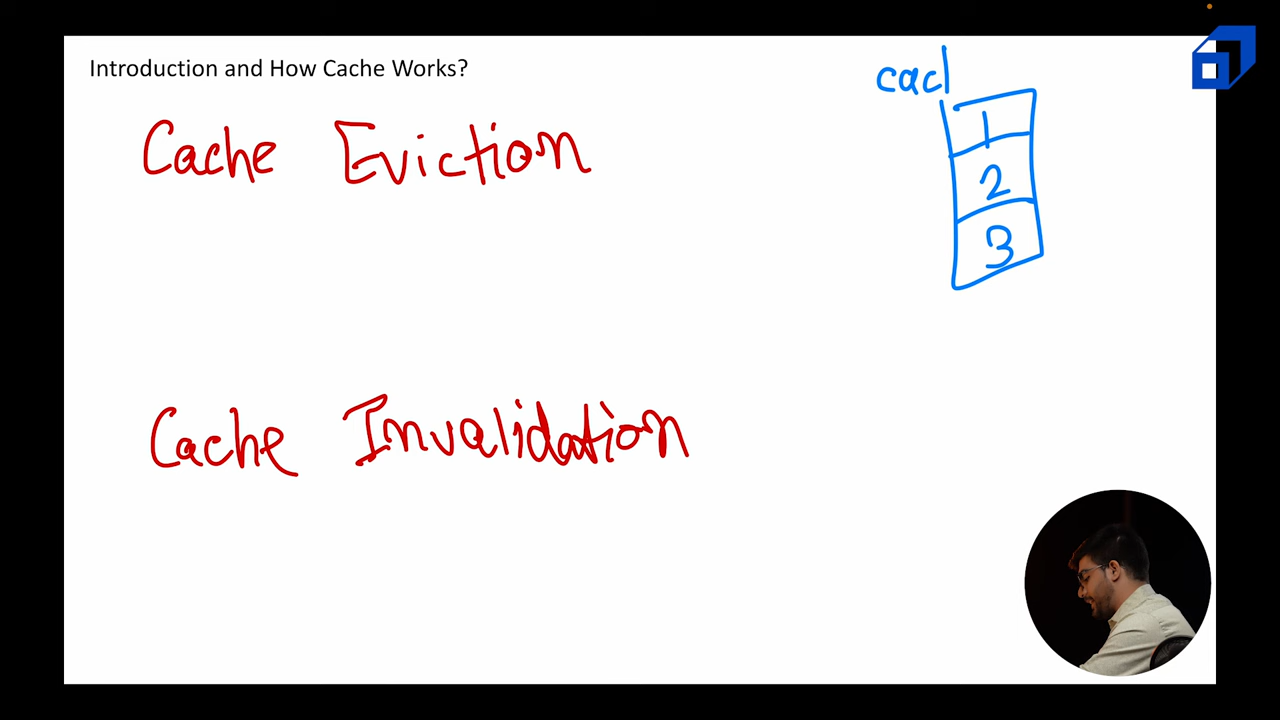 Introduction and How Cache Works?
cacl
Cache Eviction
1
2
3
Cache Invalidation